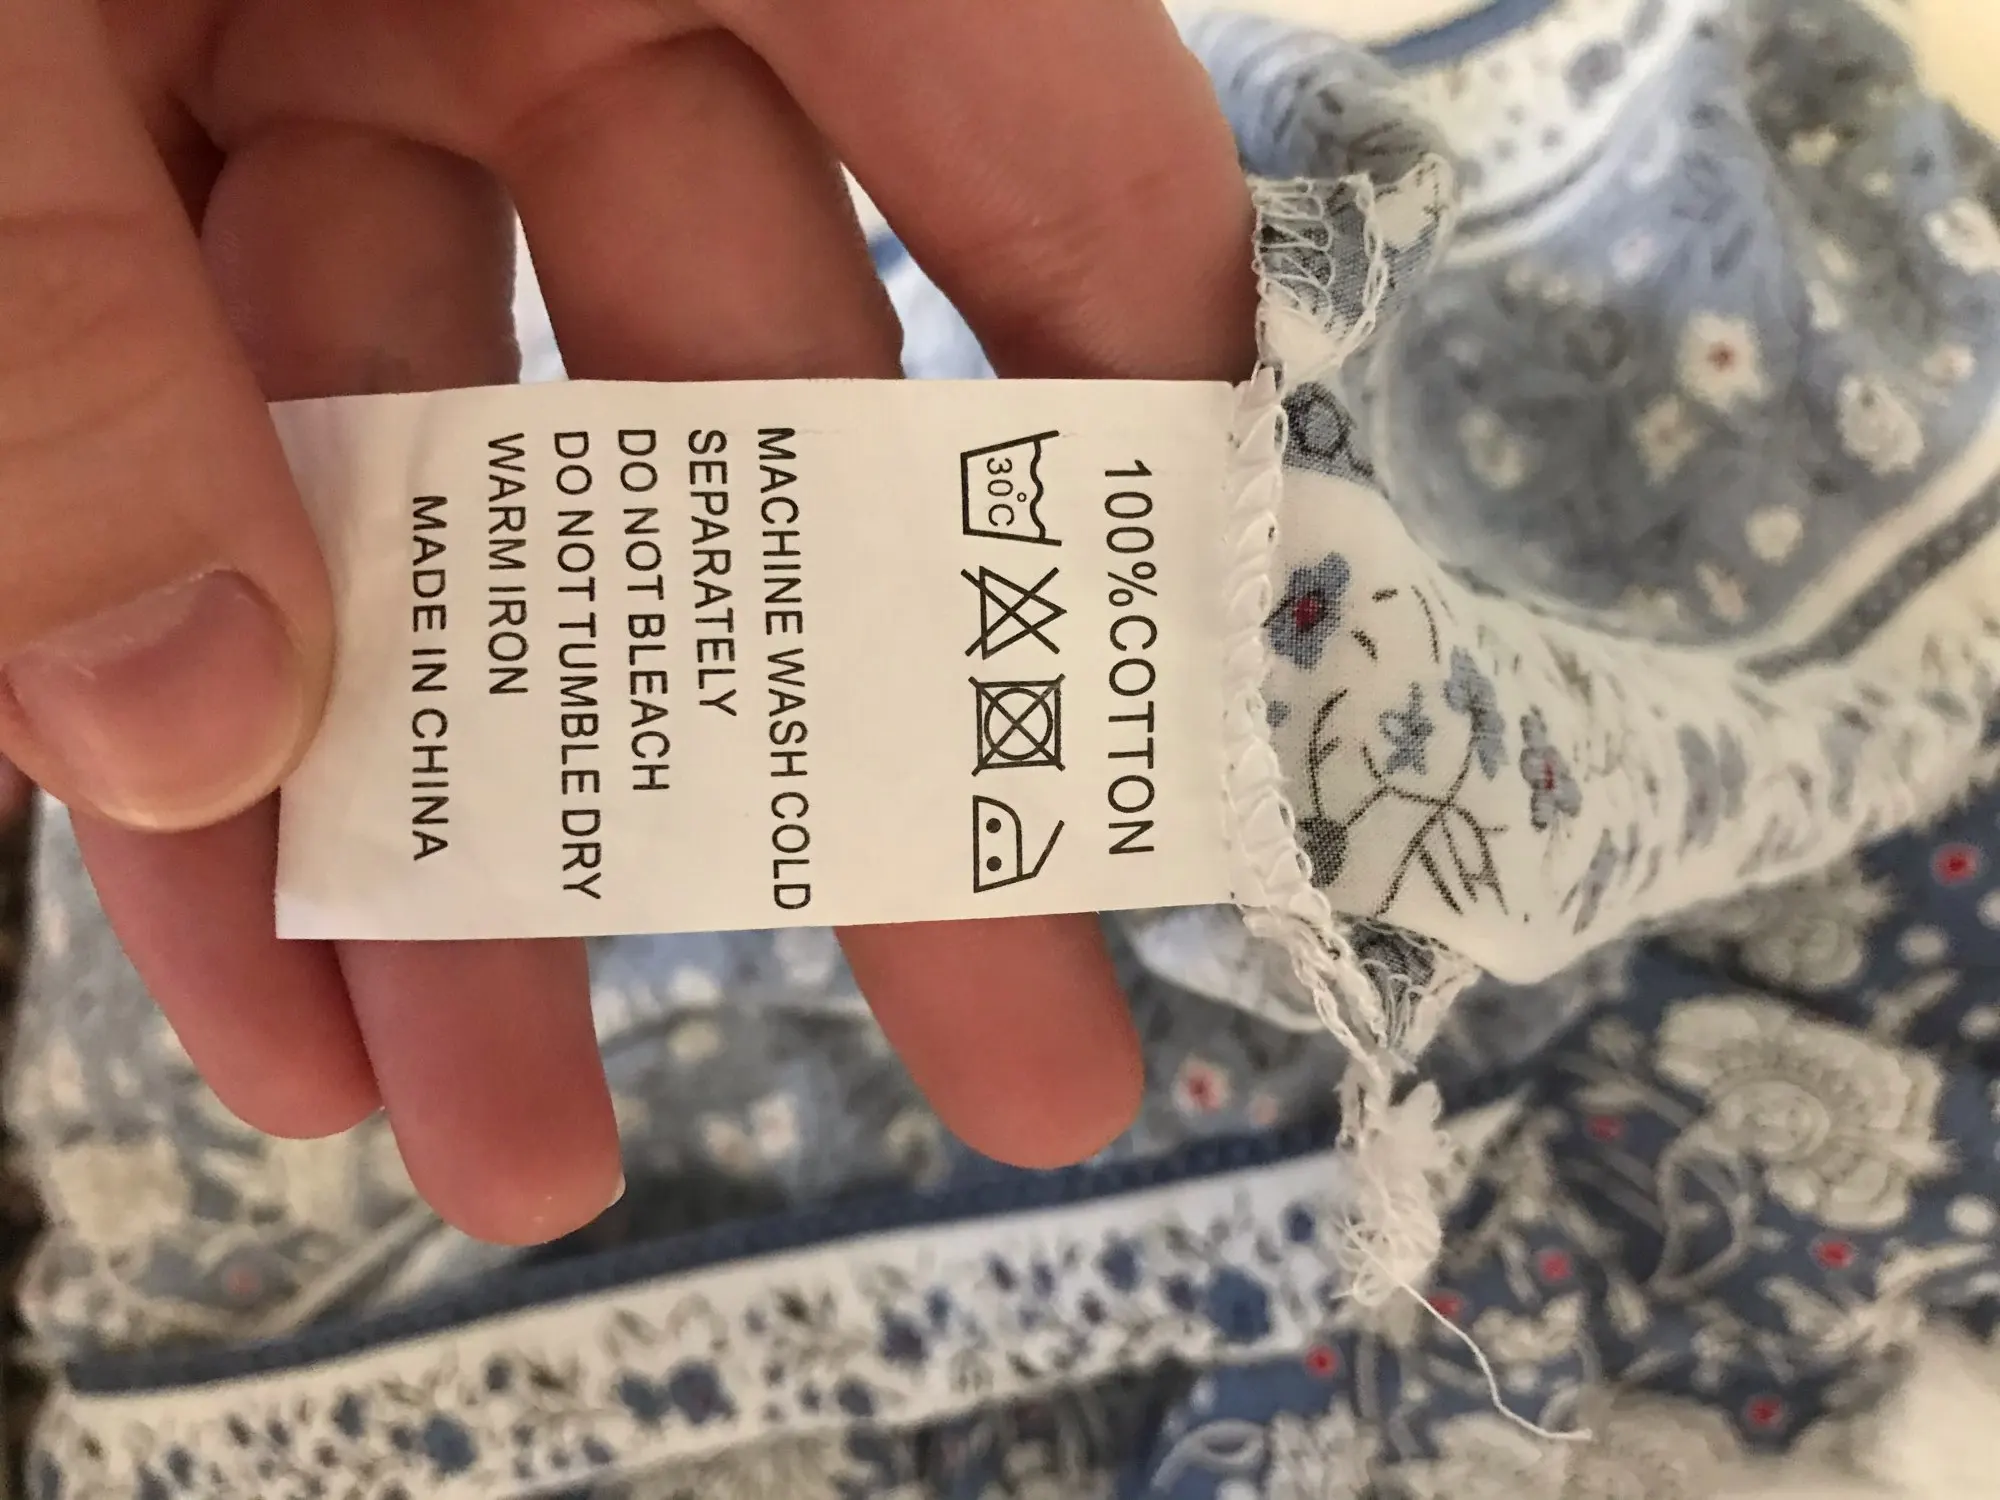 100%COTTON
30°C
MACHINE WASH COLD
SEPARATELY
DO NOT BLEACH
DO NOT TUMBLE DRY
WARM IRON
MADE IN CHINA